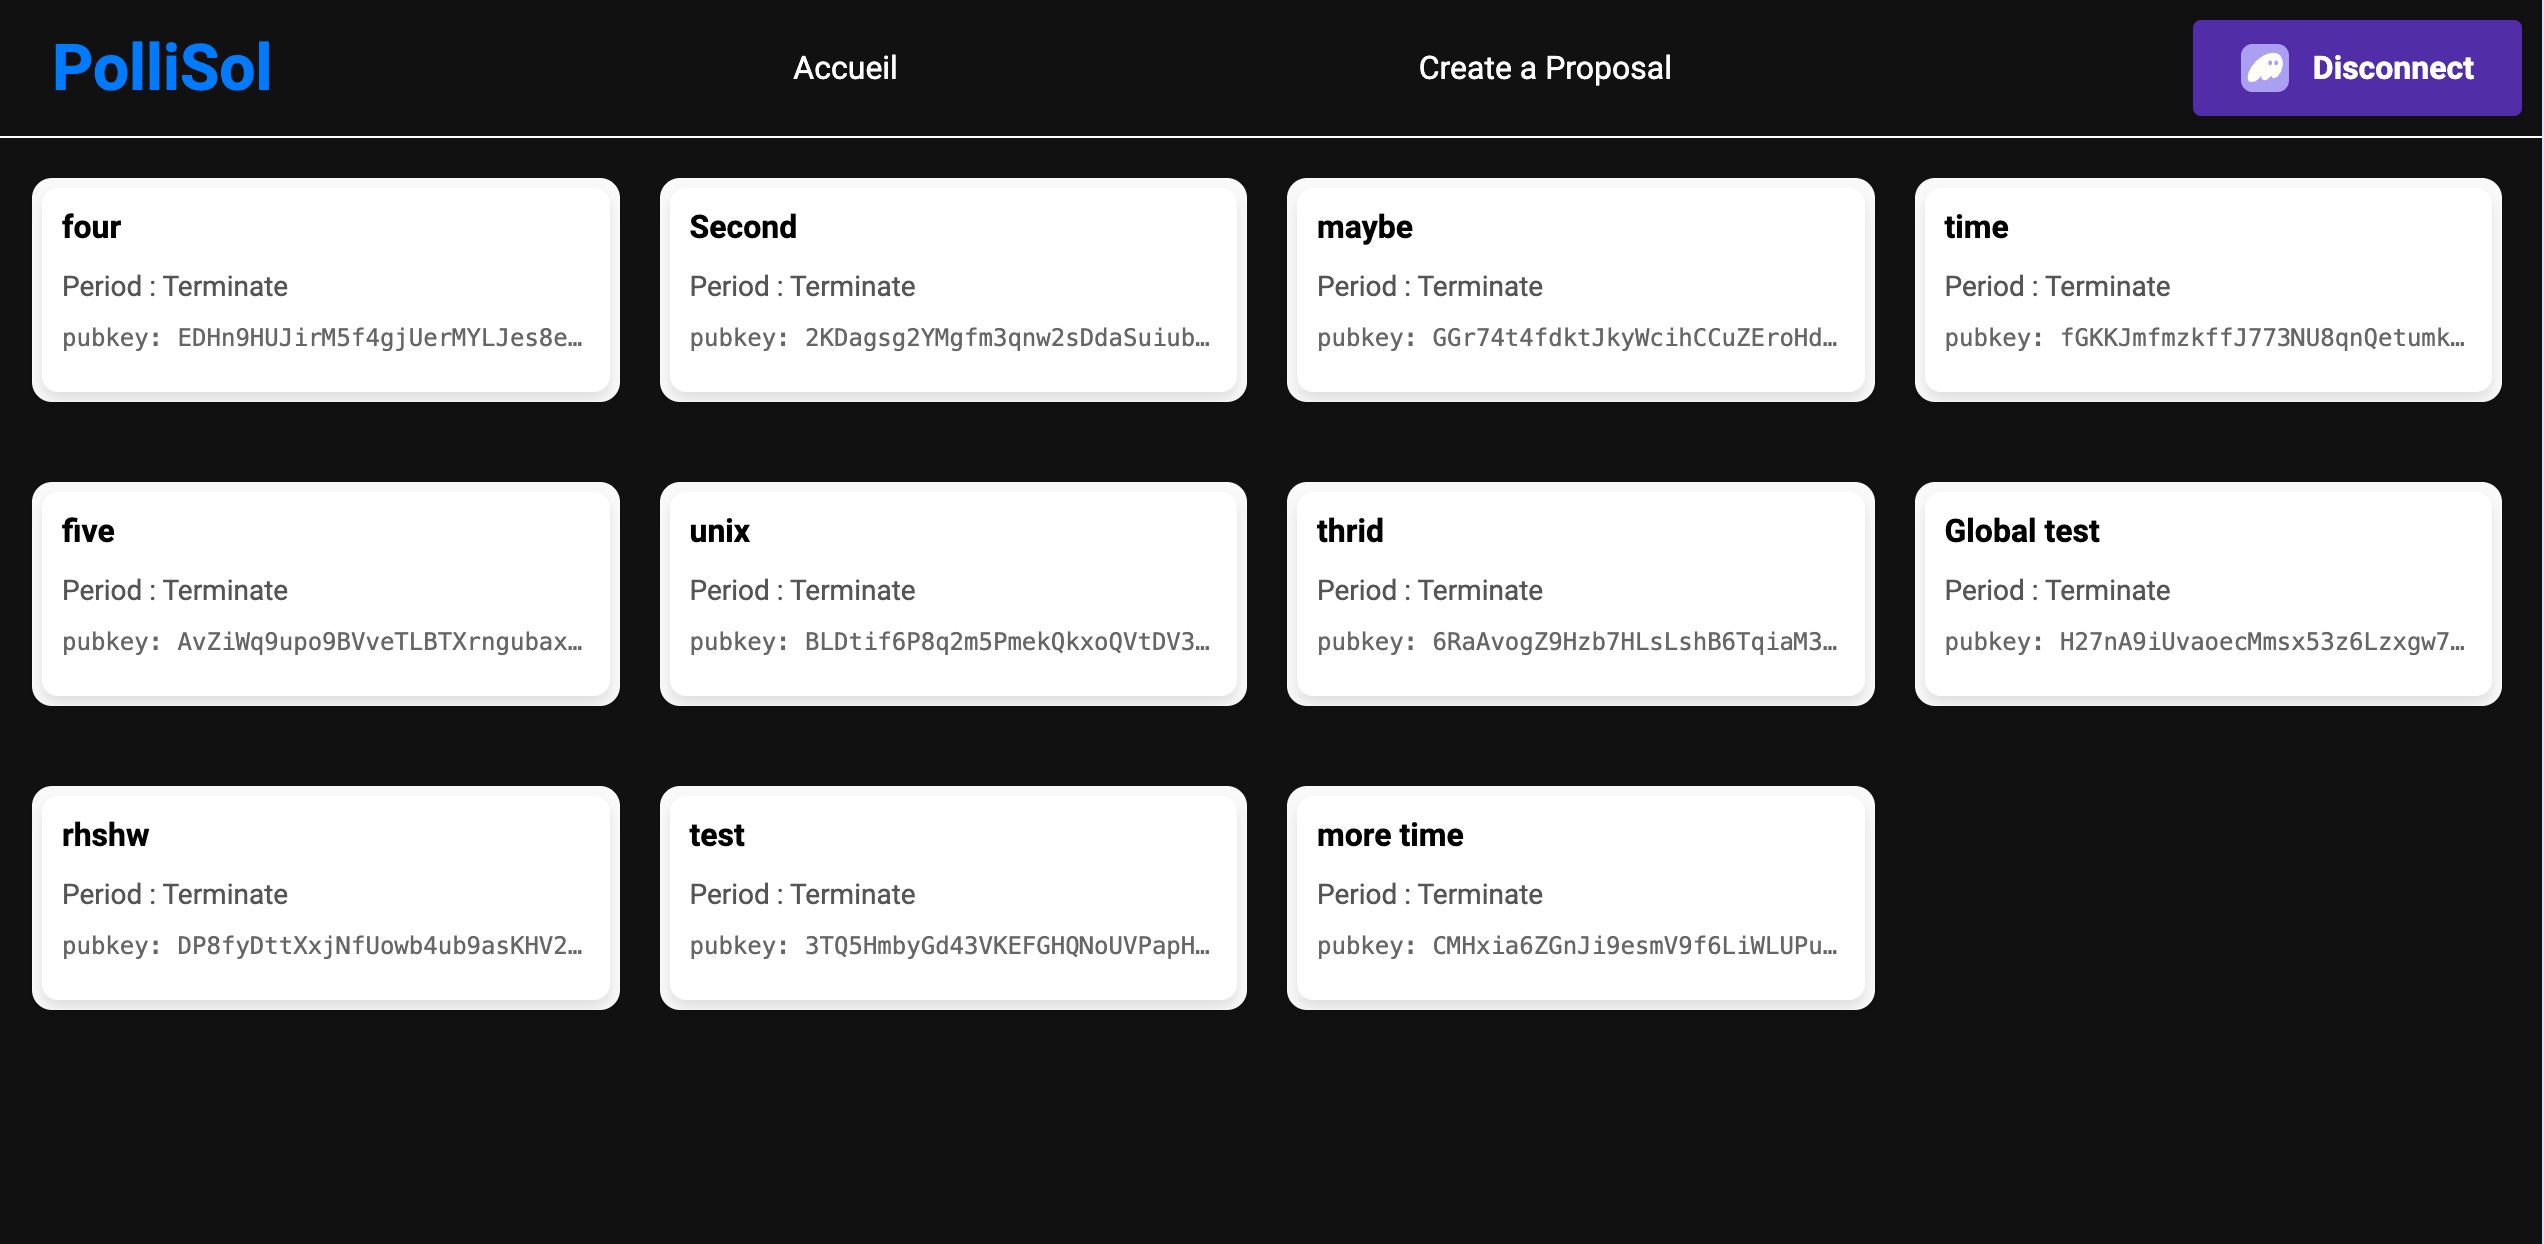 PolliSol
Accueil
Create a Proposal
Disconnect
four
Period : Terminate
pubkey: EDHn9HUJirM5f4gjUerMYLJes8e…
Second
Period : Terminate
pubkey: 2KDagsg2YMgfm3qnw2sDdaSuiub…
maybe
Period : Terminate
pubkey: GGr74t4fdktJkyWcihCCuZEroHd…
time
Period : Terminate
pubkey: fGKKJmfmzkffJ773NU8qnQetumk…
five
Period : Terminate
pubkey: AvZiWq9upo9BVveTLBTXrngubax…
unix
Period : Terminate
pubkey: BLDtif6P8q2m5PmekQkxoQVtDV3…
thrid
Period : Terminate
pubkey: 6RaAvogZ9Hzb7HLsLshB6TqiaM3…
Global test
Period : Terminate
pubkey: H27nA9iUvaoecMmsx53z6Lzxgw7…
rhshw
Period : Terminate
pubkey: DP8fyDttXxjNfUowb4ub9asKHV2…
test
Period : Terminate
pubkey: 3TQ5HmbyGd43VKEFGHQNoUVPapH…
more time
Period : Terminate
pubkey: CMHxia6ZGnJi9esmV9f6LiWLUPu…